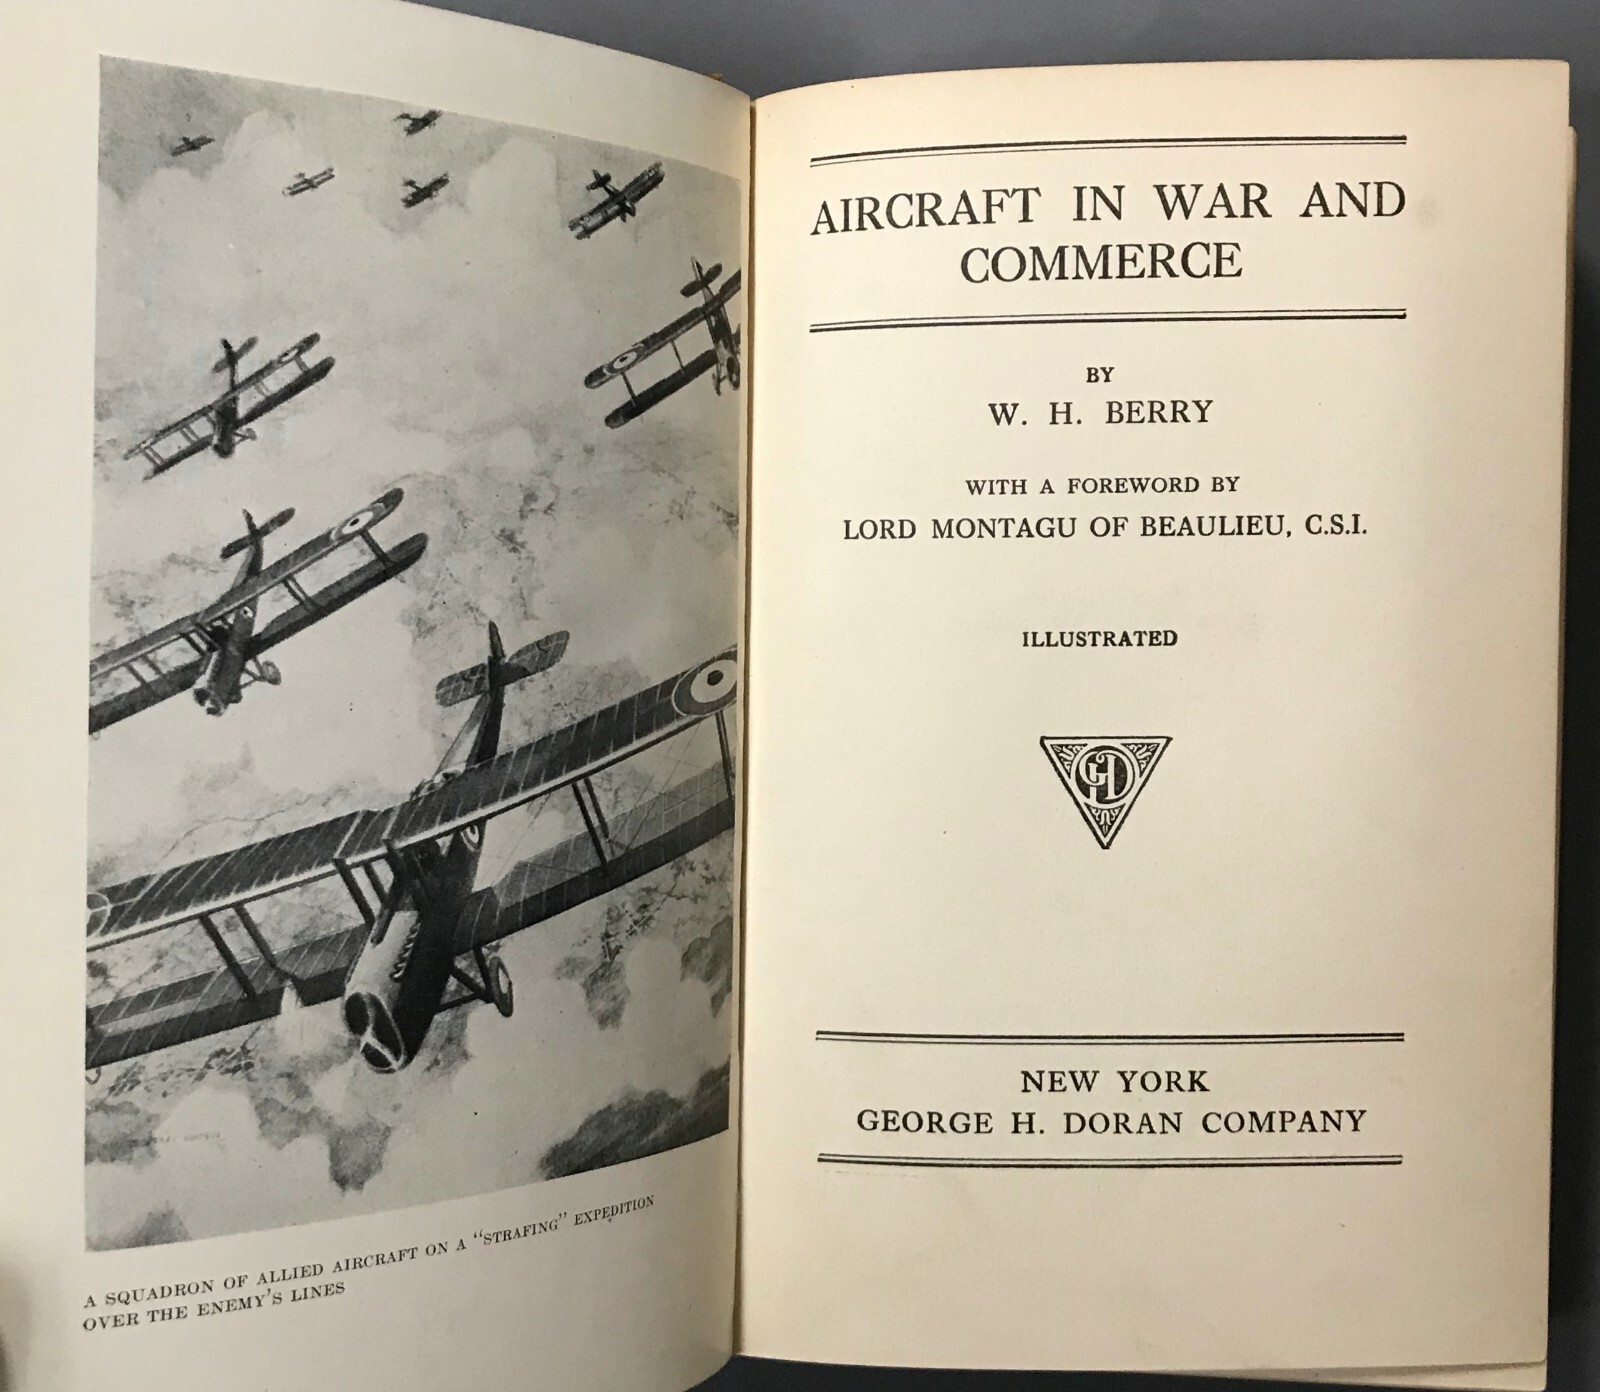 A SQUADRON OF ALLIED AIRCRAFT ON A "STRAFING" EXPEDITION
OVER THE ENEMY'S LINES
AIRCRAFT IN WAR AND
COMMERCE
BY
W. H. BERRY
WITH A FOREWORD BY
LORD MONTAGU OF BEAULIEU, C.S.I.
ILLUSTRATED
GHD
NEW YORK
GEORGE H. DORAN COMPANY